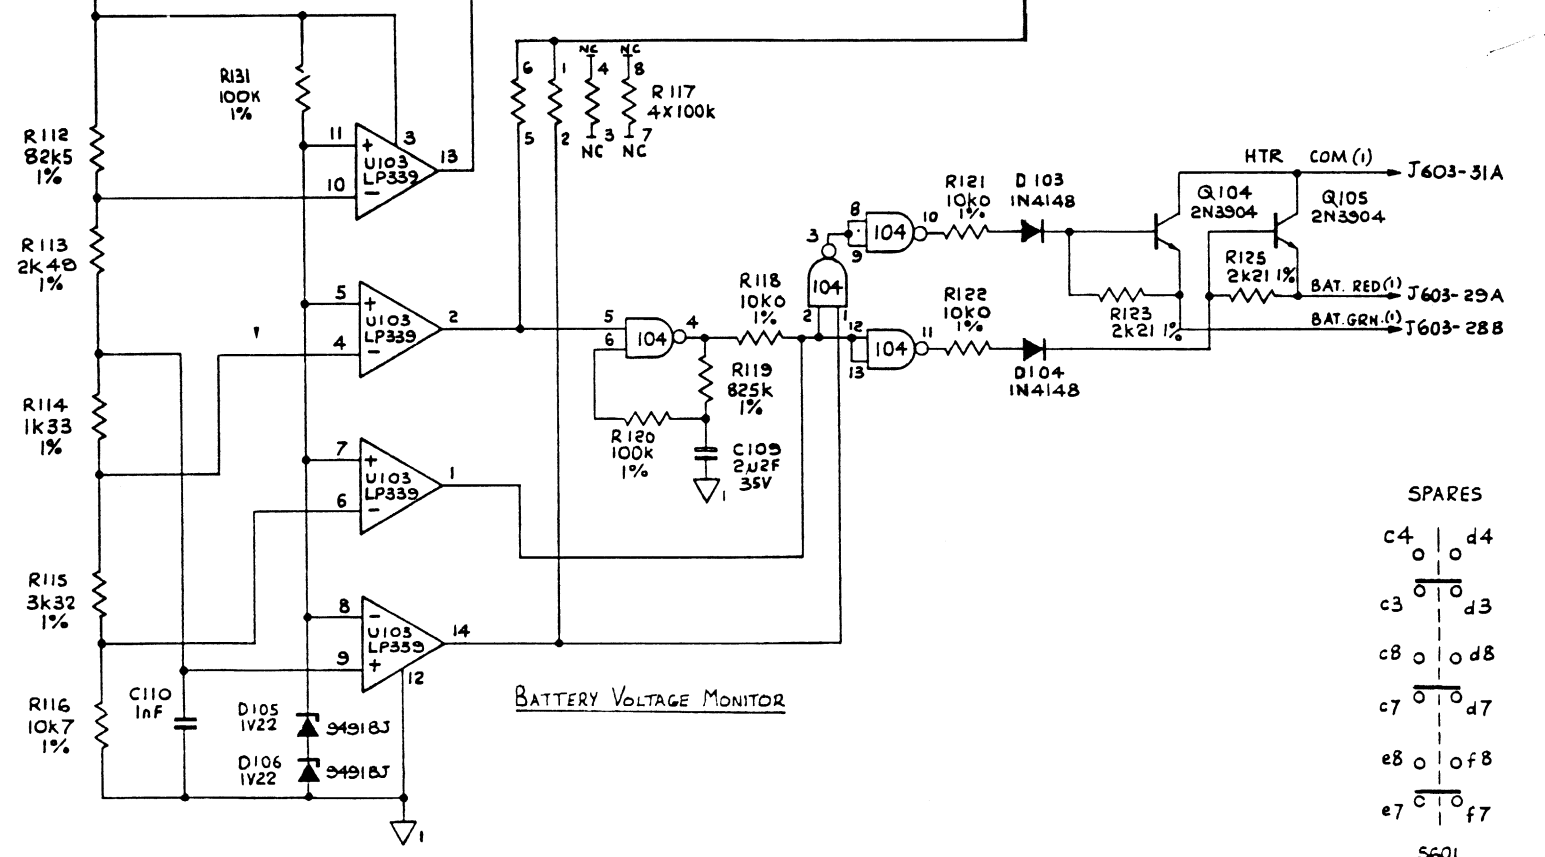 R131
100K
1%
R112
82k5
1%
11
+
3
U103
LP339
13
10
−
R113
2k49
1%
5
+
U103
LP339
2
4
−
R114
1k33
1%
7
+
U103
LP339
1
6
−
R115
3k32
1%
8
−
U103
LP339
14
9
+
12
R116
10k7
1%
C110
1nF
D105
1V22
9491BJ
D106
1V22
9491BJ
1
6
1
NC
4
NC
8
R117
4X100k
5
2
3
NC
7
NC
5
6
104
4
R118
10K0
1%
R119
825k
1%
R120
100k
1%
C109
2µ2F
35V
1
3
104
2
1
8
9
104
10
R121
10k0
1%
D103
1N4148
12
13
104
11
R122
10K0
1%
D104
1N4148
HTR COM(1)
J603-31A
Q104
2N3904
Q105
2N3904
R125
2k21 1%
BAT. RED(1)
J603-29A
R123
2k21 1%
BAT.GRN.(1)
J603-28B
BATTERY VOLTAGE MONITOR
SPARES
c4 d4
c3 d3
c8 d8
c7 d7
e8 f8
e7 f7
S601